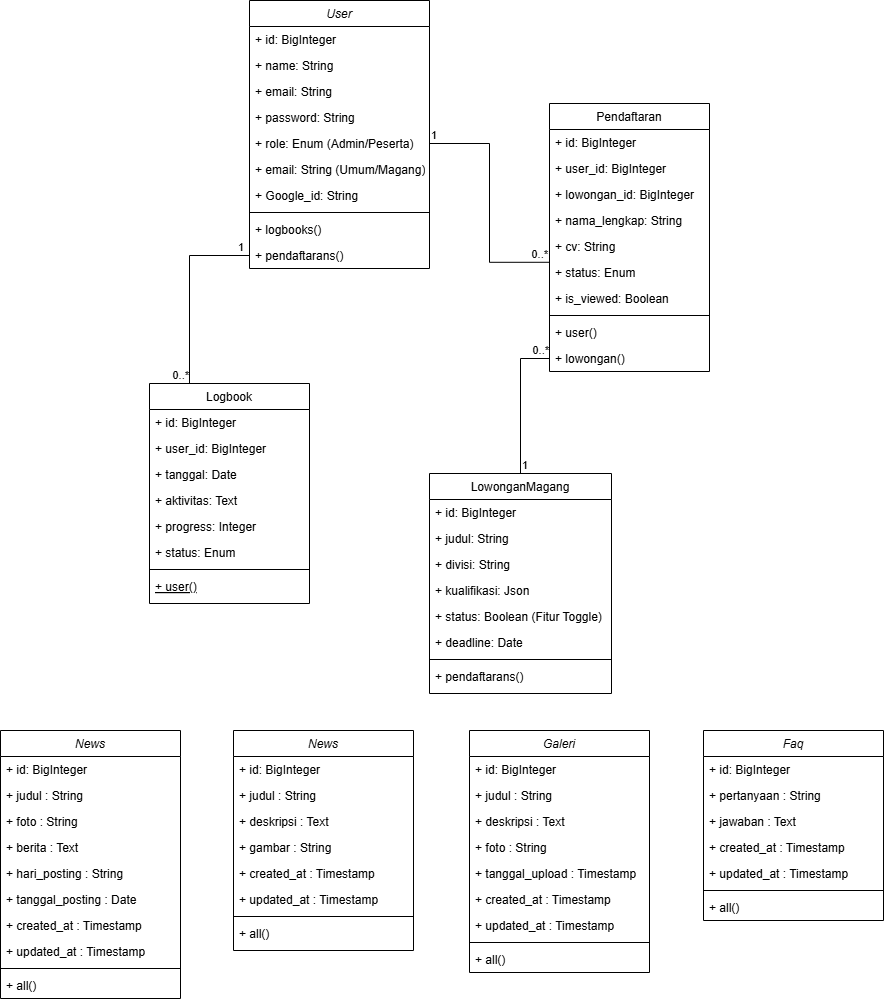 User
+ id: BigInteger
+ name: String
+ email: String
+ password: String
+ role: Enum (Admin/Peserta)
+ email: String (Umum/Magang)
+ Google_id: String
+ logbooks()
+ pendaftarans()
1
0..*
1
0..*
Pendaftaran
+ id: BigInteger
+ user_id: BigInteger
+ lowongan_id: BigInteger
+ nama_lengkap: String
+ cv: String
+ status: Enum
+ is_viewed: Boolean
+ user()
+ lowongan()
0..*
1
Logbook
+ id: BigInteger
+ user_id: BigInteger
+ tanggal: Date
+ aktivitas: Text
+ progress: Integer
+ status: Enum
+ user()
LowonganMagang
+ id: BigInteger
+ judul: String
+ divisi: String
+ kualifikasi: Json
+ status: Boolean (Fitur Toggle)
+ deadline: Date
+ pendaftarans()
News
+ id: BigInteger
+ judul : String
+ foto : String
+ berita : Text
+ hari_posting : String
+ tanggal_posting : Date
+ created_at : Timestamp
+ updated_at : Timestamp
+ all()
News
+ id: BigInteger
+ judul : String
+ deskripsi : Text
+ gambar : String
+ created_at : Timestamp
+ updated_at : Timestamp
+ all()
Galeri
+ id: BigInteger
+ judul : String
+ deskripsi : Text
+ foto : String
+ tanggal_upload : Timestamp
+ created_at : Timestamp
+ updated_at : Timestamp
+ all()
Faq
+ id: BigInteger
+ pertanyaan : String
+ jawaban : Text
+ created_at : Timestamp
+ updated_at : Timestamp
+ all()